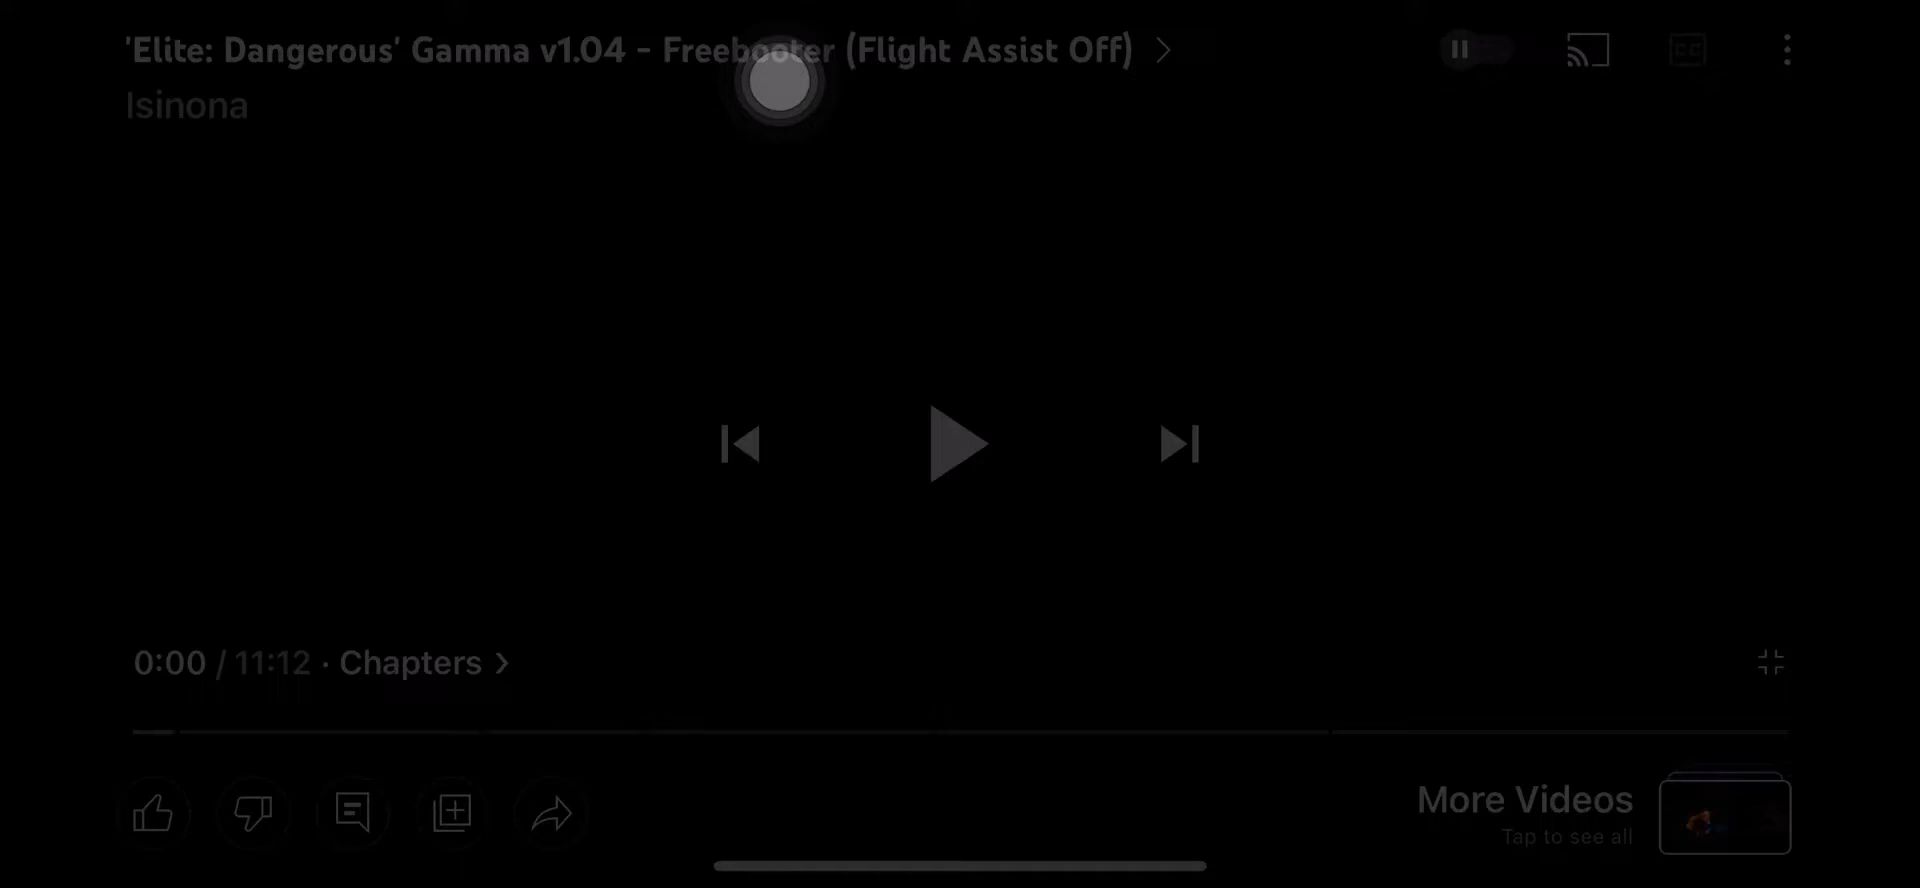 'Elite: Dangerous' Gamma v1.04 - Freebooter (Flight Assist Off)
CC
Isinona
0:00 / 11:12 · Chapters
More Videos
Tap to see all